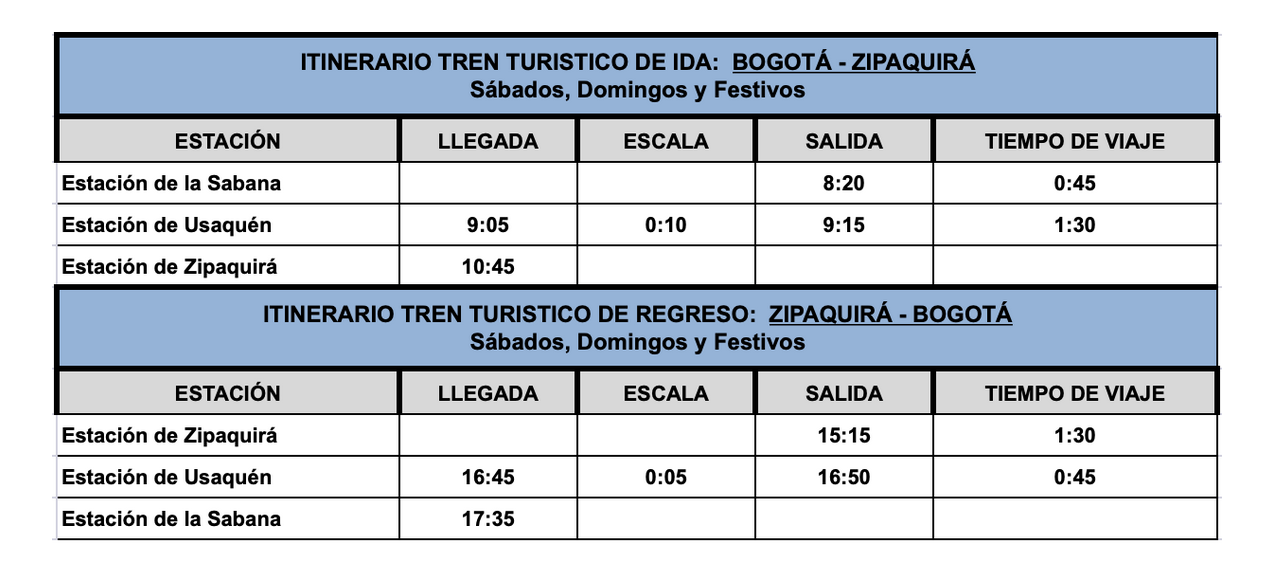 ITINERARIO TREN TURISTICO DE IDA: BOGOTÁ - ZIPAQUIRÁ
Sábados, Domingos y Festivos
ESTACIÓN LLEGADA ESCALA SALIDA TIEMPO DE VIAJE
Estación de la Sabana 8:20 0:45
Estación de Usaquén 9:05 0:10 9:15 1:30
Estación de Zipaquirá 10:45
ITINERARIO TREN TURISTICO DE REGRESO: ZIPAQUIRÁ - BOGOTÁ
Sábados, Domingos y Festivos
ESTACIÓN LLEGADA ESCALA SALIDA TIEMPO DE VIAJE
Estación de Zipaquirá 15:15 1:30
Estación de Usaquén 16:45 0:05 16:50 0:45
Estación de la Sabana 17:35